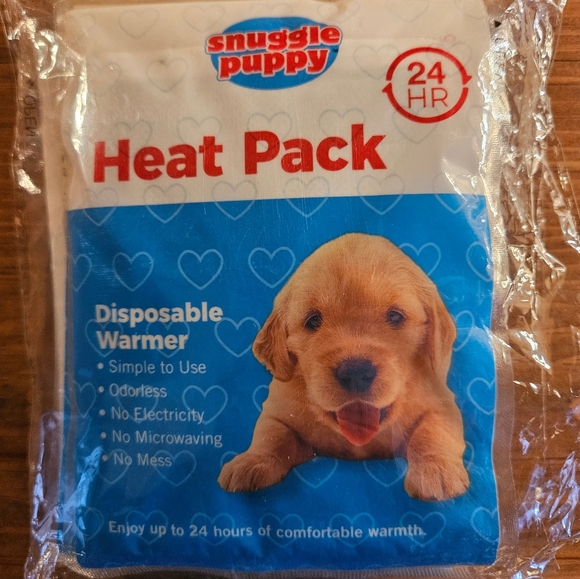 snuggle
puppy
24
HR
Heat Pack
Disposable
Warmer
• Simple to Use
• Odorless
• No Electricity
• No Microwaving
• No Mess
Enjoy up to 24 hours of comfortable warmth.